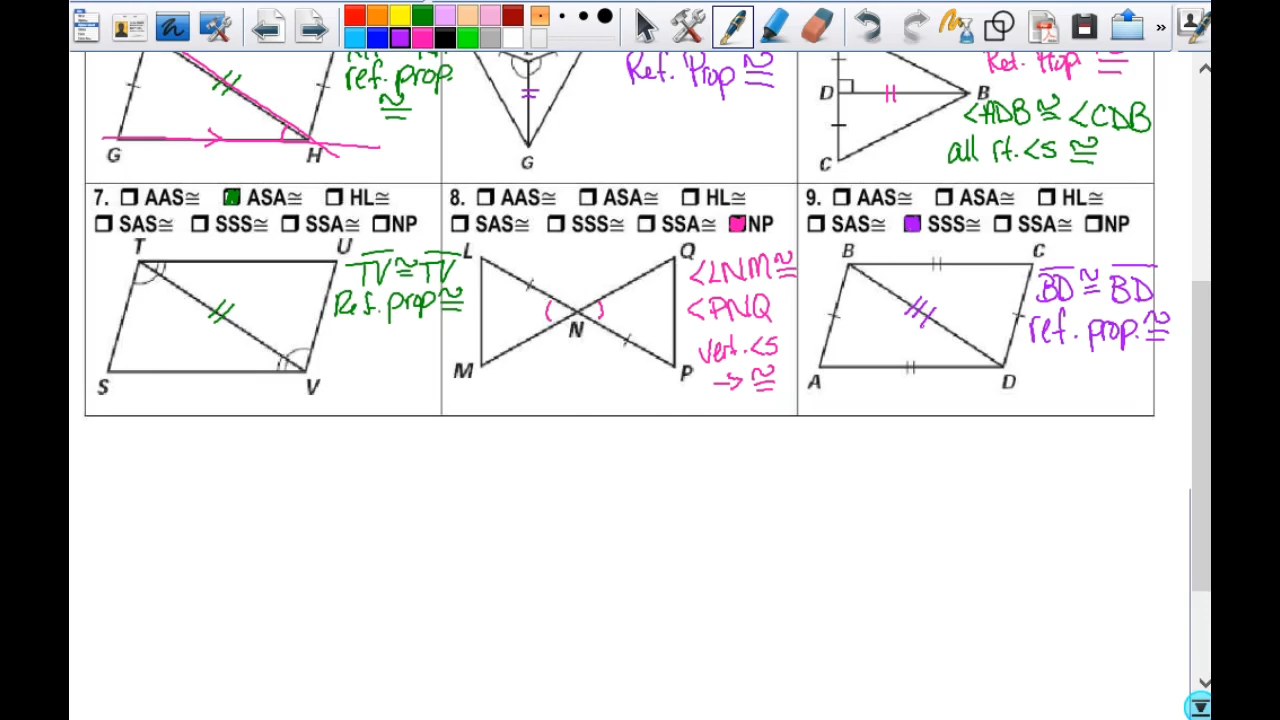 ref. prop.
≅
G
H
Ref. Prop ≅
G
≅
D
B
C
<ADB ≅ <CDB
all rt. <s ≅
7. AAS≅ ASA≅ HL≅
SAS≅ SSS≅ SSA≅ NP
T
U
S
V
TV ≅ TV
Ref. prop ≅
8. AAS≅ ASA≅ HL≅
SAS≅ SSS≅ SSA≅ NP
L
Q
N
M
P
<LNM ≅
<PNQ
vert. <s
→ ≅
9. AAS≅ ASA≅ HL≅
SAS≅ SSS≅ SSA≅ NP
B
C
A
D
BD ≅ BD
ref. prop. ≅
»